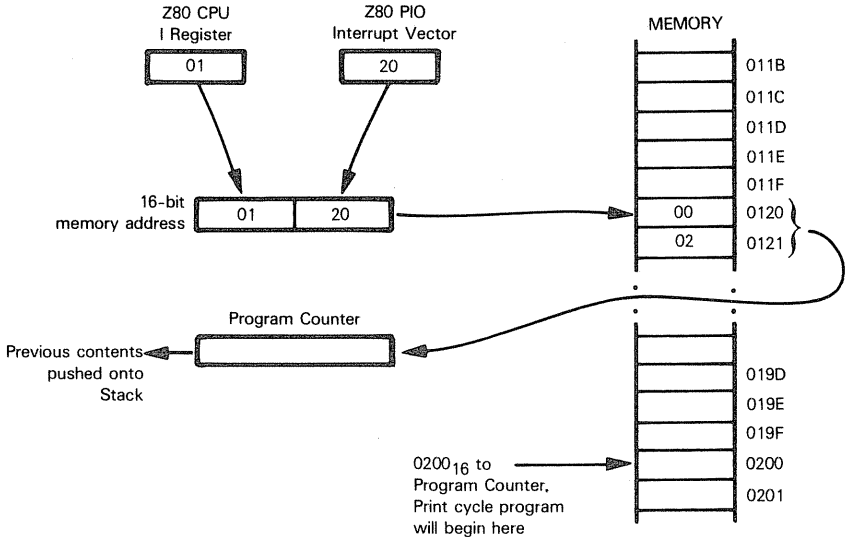 Z80 CPU
I Register
01
Z80 PIO
Interrupt Vector
20
16-bit
memory address
01 20
Program Counter
Previous contents
pushed onto
Stack
MEMORY
011B
011C
011D
011E
011F
00 0120
02 0121
019D
019E
019F
0200
0201
0200₁₆ to
Program Counter,
Print cycle program
will begin here